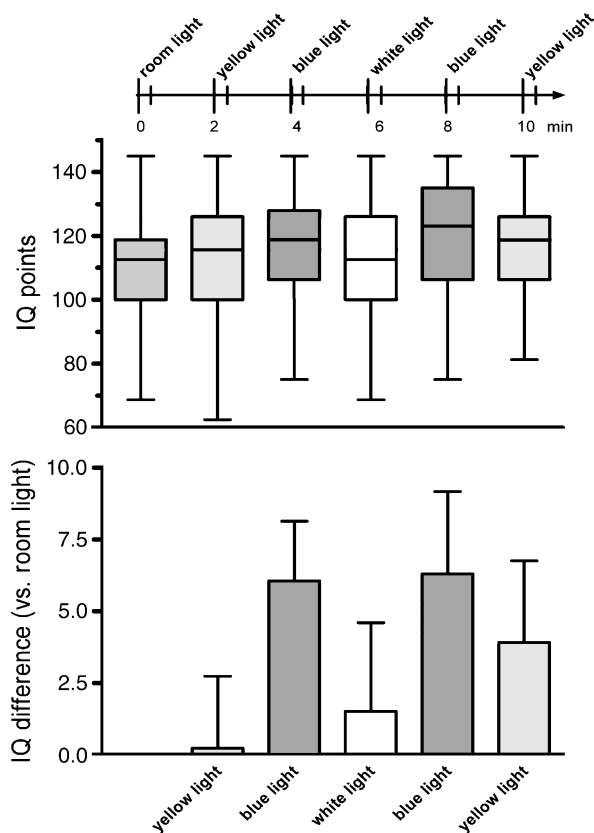 room light
yellow light
blue light
white light
blue light
yellow light
0 2 4 6 8 10 min
IQ points
140
120
100
80
60
IQ difference (vs. room light)
10.0
7.5
5.0
2.5
0.0
yellow light
blue light
white light
blue light
yellow light